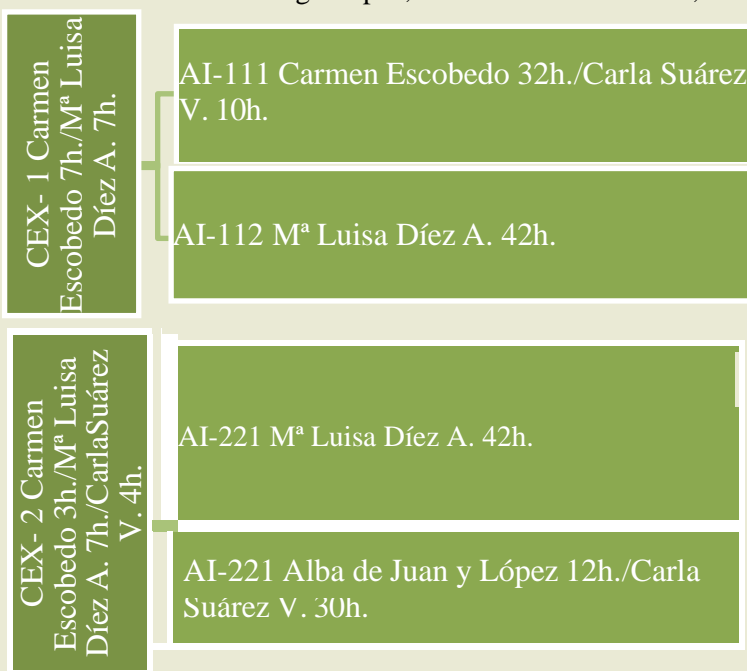 CEX- 1 Carmen
Escobedo 7h./Mª Luisa
Díez A. 7h.
AI-111 Carmen Escobedo 32h./Carla Suárez
V. 10h.
AI-112 Mª Luisa Díez A. 42h.
CEX- 2 Carmen
Escobedo 3h./Mª Luisa
Díez A. 7h./CarlaSuárez
V. 4h.
AI-221 Mª Luisa Díez A. 42h.
AI-221 Alba de Juan y López 12h./Carla
Suárez V. 30h.